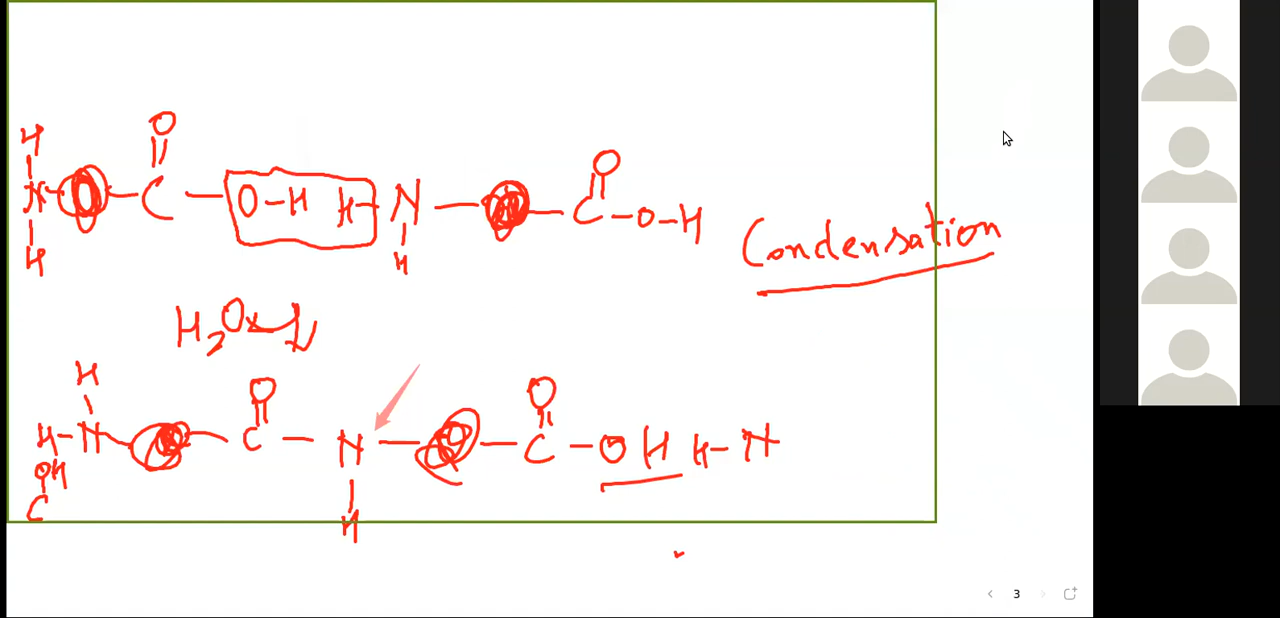 H O
H N C O-H H-N C O-H
H H
Condensation
H₂O
H O O
H-N C N C OH H-N
OH
C H
3